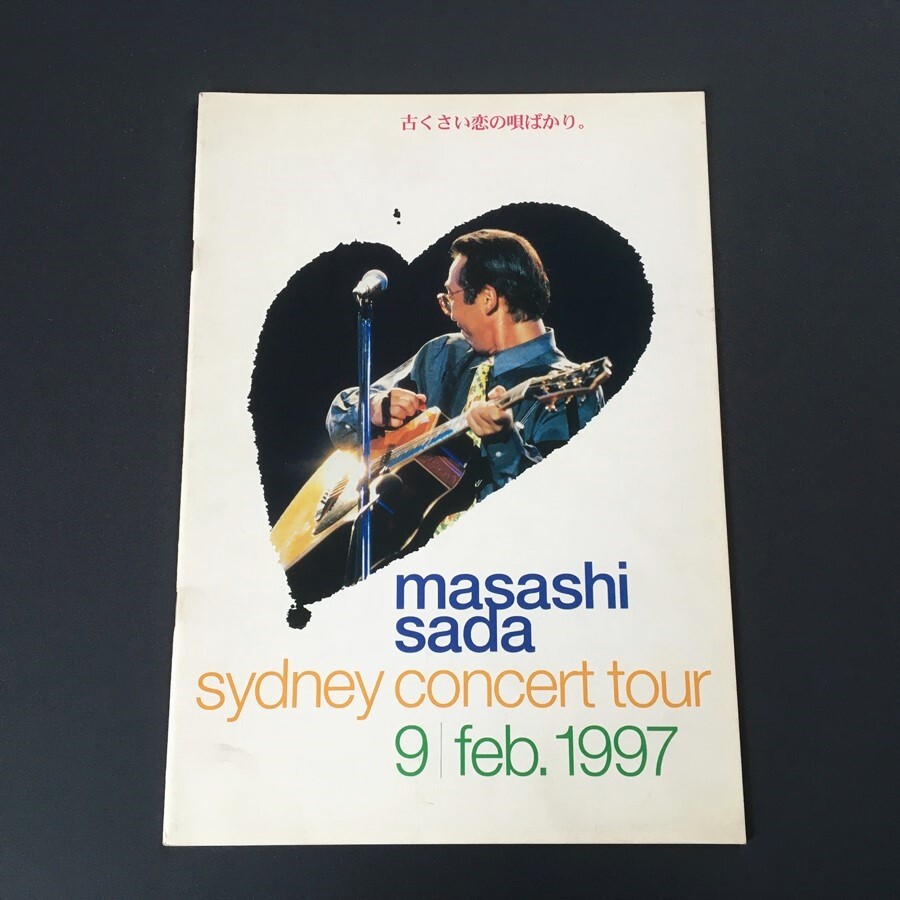 古くさい恋の唄ばかり。
masashi
sada
sydney concert tour
9 | feb. 1997